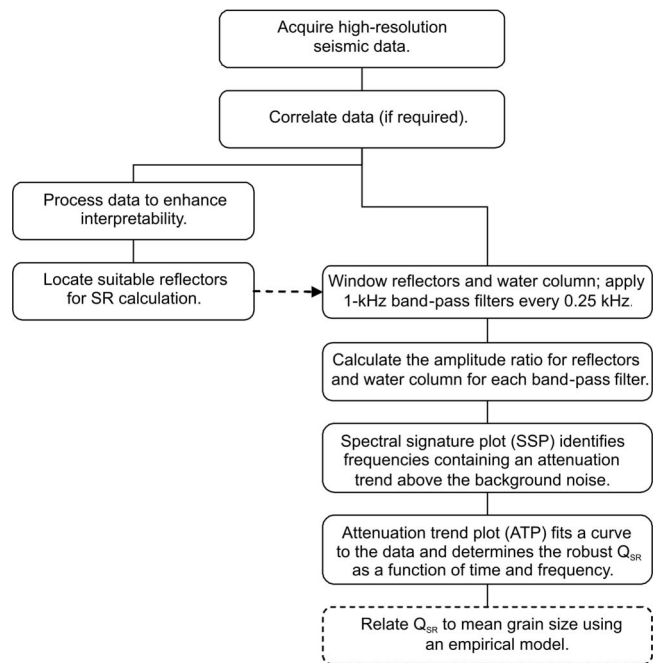 Acquire high-resolution
seismic data.
Correlate data (if required).
Process data to enhance
interpretability.
Locate suitable reflectors
for SR calculation.
Window reflectors and water column; apply
1-kHz band-pass filters every 0.25 kHz.
Calculate the amplitude ratio for reflectors
and water column for each band-pass filter.
Spectral signature plot (SSP) identifies
frequencies containing an attenuation
trend above the background noise.
Attenuation trend plot (ATP) fits a curve
to the data and determines the robust QSR
as a function of time and frequency.
Relate QSR to mean grain size using
an empirical model.